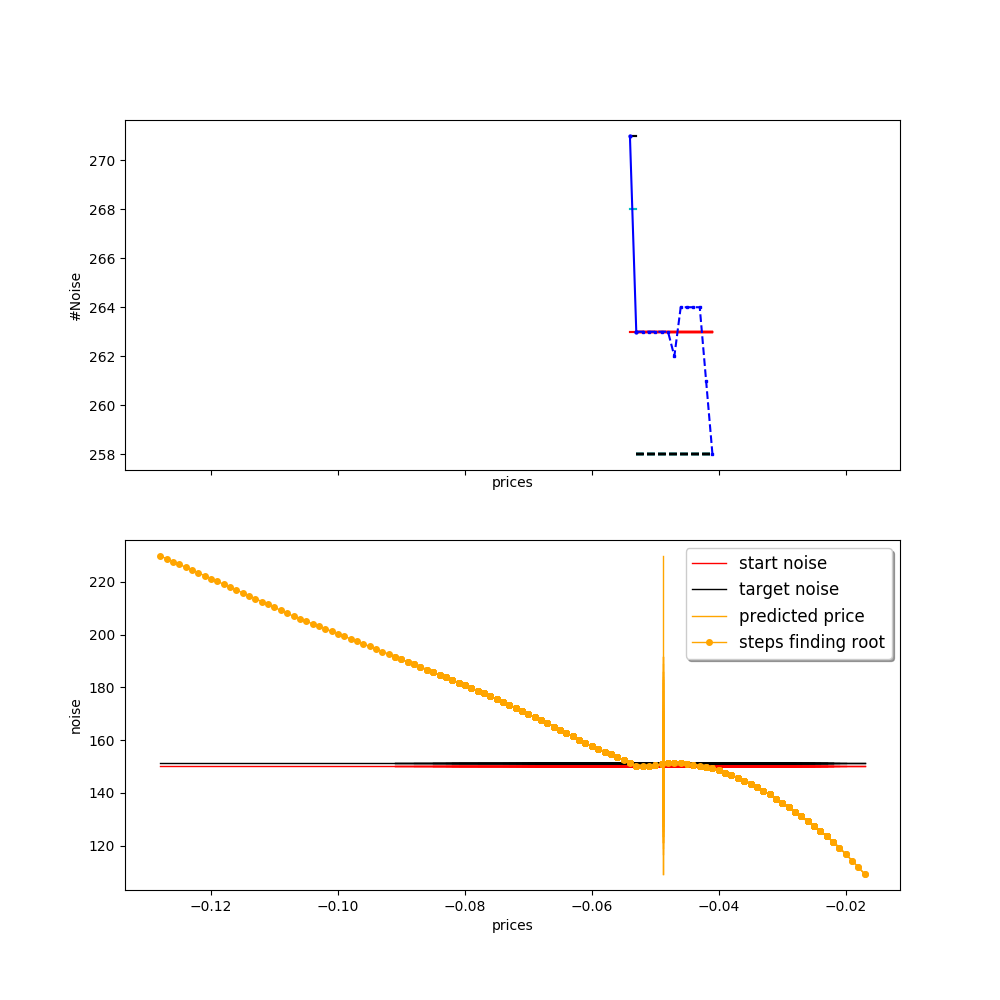 270
268
266
264
262
260
258
#Noise
prices
220
200
180
160
140
120
noise
start noise
target noise
predicted price
steps finding root
−0.12
−0.10
−0.08
−0.06
−0.04
−0.02
prices